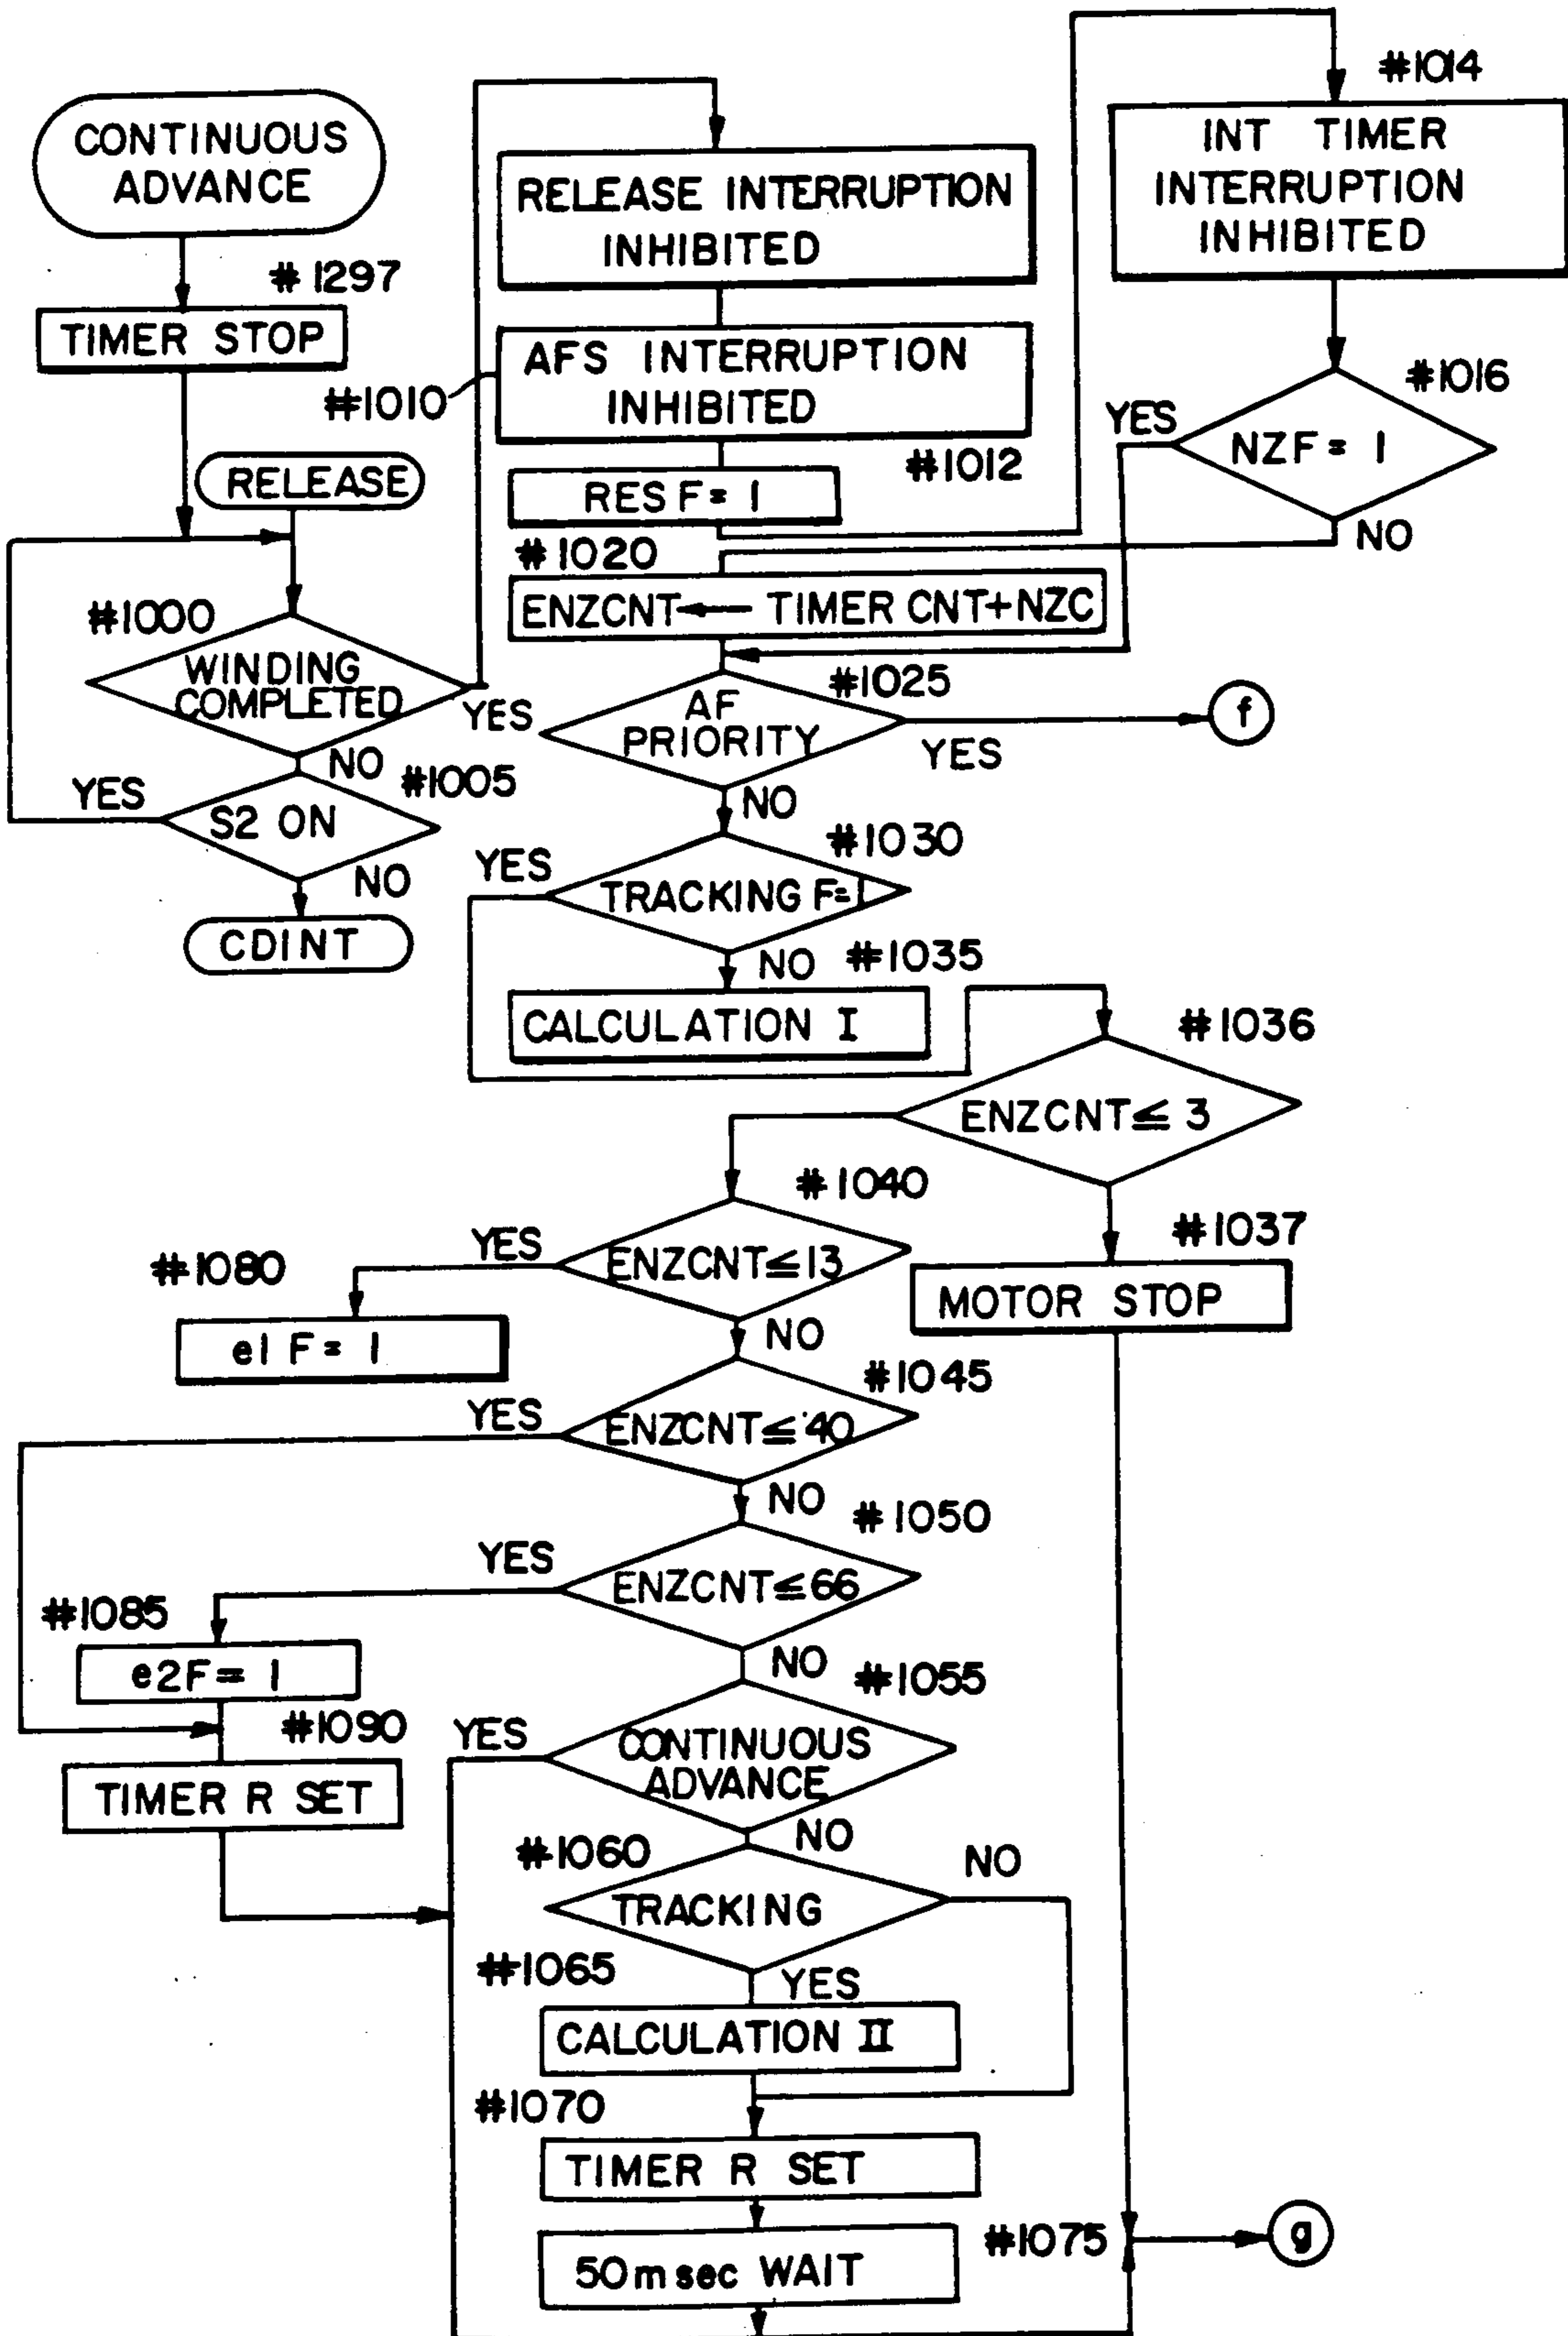 CONTINUOUS
ADVANCE
# 1297
TIMER STOP
RELEASE
#1000
WINDING
COMPLETED
YES
NO
#1005
YES
S2 ON
NO
CDINT
RELEASE INTERRUPTION
INHIBITED
#1010
AFS INTERRUPTION
INHIBITED
#1012
RES F= 1
#1014
INT TIMER
INTERRUPTION
INHIBITED
#1016
YES
NZF= 1
NO
#1020
ENZCNT← TIMER CNT+NZC
#1025
AF
PRIORITY
YES
f
NO
#1030
YES
TRACKING F=1
NO
#1035
CALCULATION I
#1036
ENZCNT≦ 3
#1037
MOTOR STOP
#1040
YES
ENZCNT≦13
#1080
e1 F= 1
NO
#1045
YES
ENZCNT≦40
NO
#1050
YES
ENZCNT≦66
#1085
e2F= 1
NO
#1055
#1090
YES
CONTINUOUS
ADVANCE
TIMER R SET
NO
#1060
NO
TRACKING
#1065
YES
CALCULATION II
#1070
TIMER R SET
#1075
50m sec WAIT
g